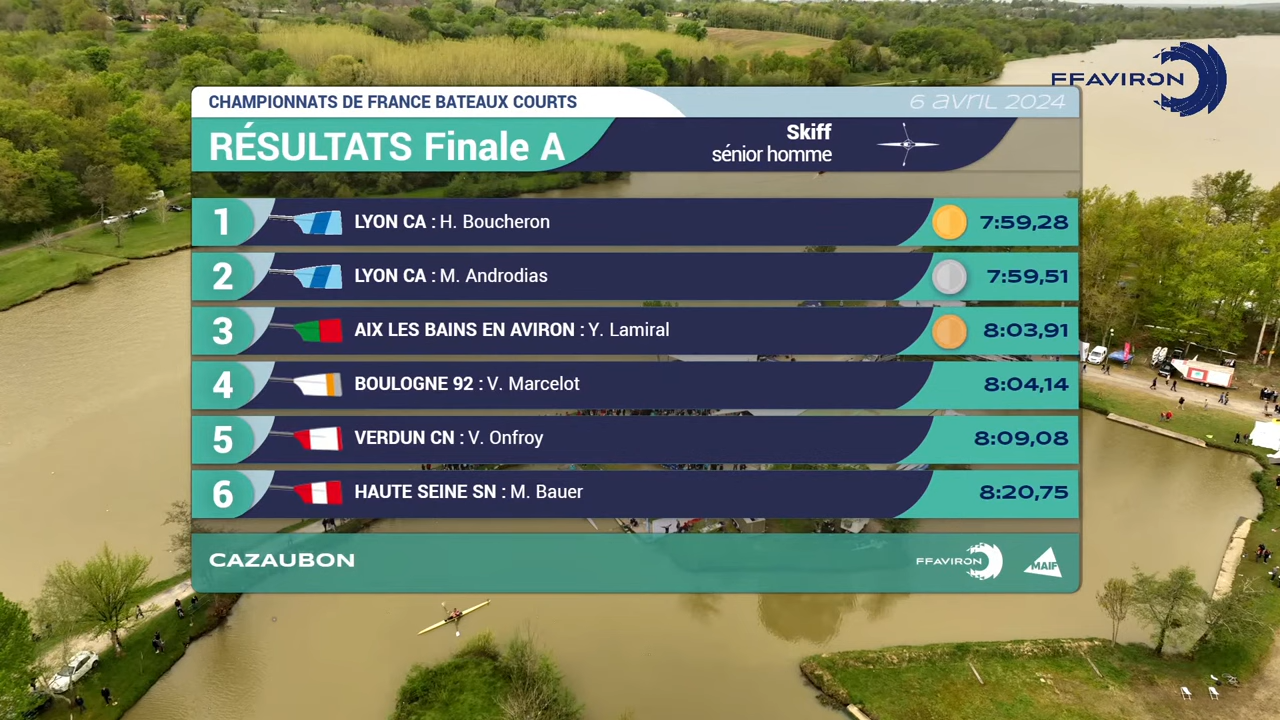 FFAVIRON
CHAMPIONNATS DE FRANCE BATEAUX COURTS
6 avril 2024
RÉSULTATS Finale A
Skiff
sénior homme
1 LYON CA : H. Boucheron 7:59,28
2 LYON CA : M. Androdias 7:59,51
3 AIX LES BAINS EN AVIRON : Y. Lamiral 8:03,91
4 BOULOGNE 92 : V. Marcelot 8:04,14
5 VERDUN CN : V. Onfroy 8:09,08
6 HAUTE SEINE SN : M. Bauer 8:20,75
CAZAUBON
FFAVIRON
MAIF